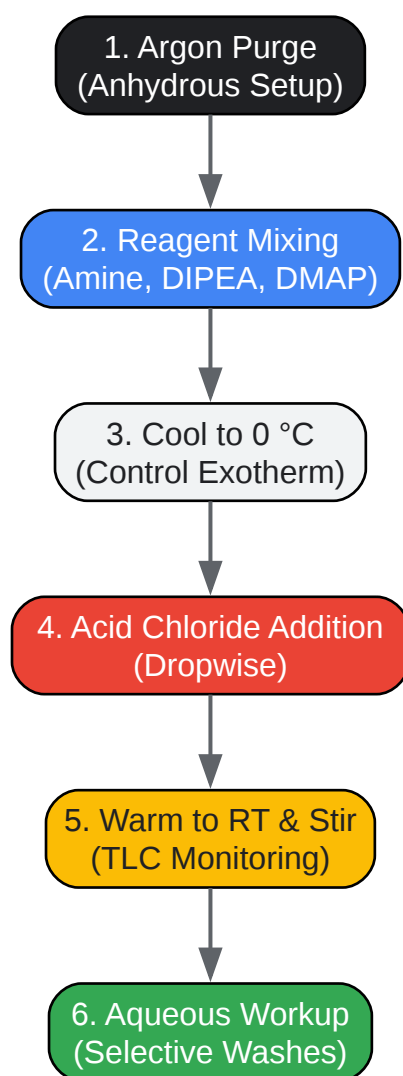 1. Argon Purge
(Anhydrous Setup)
2. Reagent Mixing
(Amine, DIPEA, DMAP)
3. Cool to 0 °C
(Control Exotherm)
4. Acid Chloride Addition
(Dropwise)
5. Warm to RT & Stir
(TLC Monitoring)
6. Aqueous Workup
(Selective Washes)